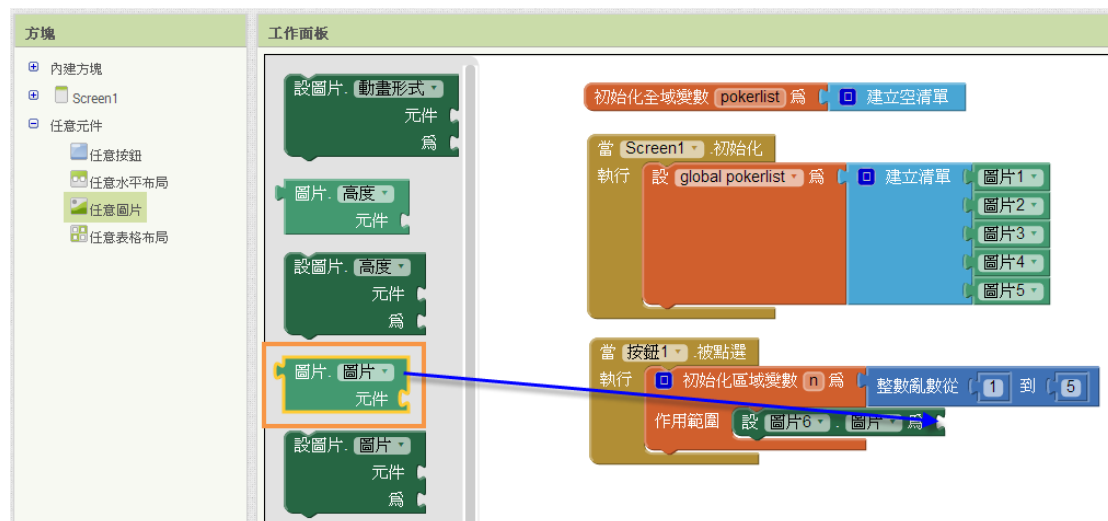 方塊
內建方塊
Screen1
任意元件
任意按鈕
任意水平布局
任意圖片
任意表格布局
工作面板
設圖片. 動畫形式
元件
爲
圖片. 高度
元件
設圖片. 高度
元件
爲
圖片. 圖片
元件
設圖片. 圖片
元件
爲
初始化全域變數 pokerlist 爲 建立空清單
當 Screen1 .初始化
執行 設 global pokerlist 爲 建立清單 圖片1
圖片2
圖片3
圖片4
圖片5
當 按鈕1 .被點選
執行 初始化區域變數 n 爲 整數亂數從 1 到 5
作用範圍 設 圖片6 . 圖片 爲